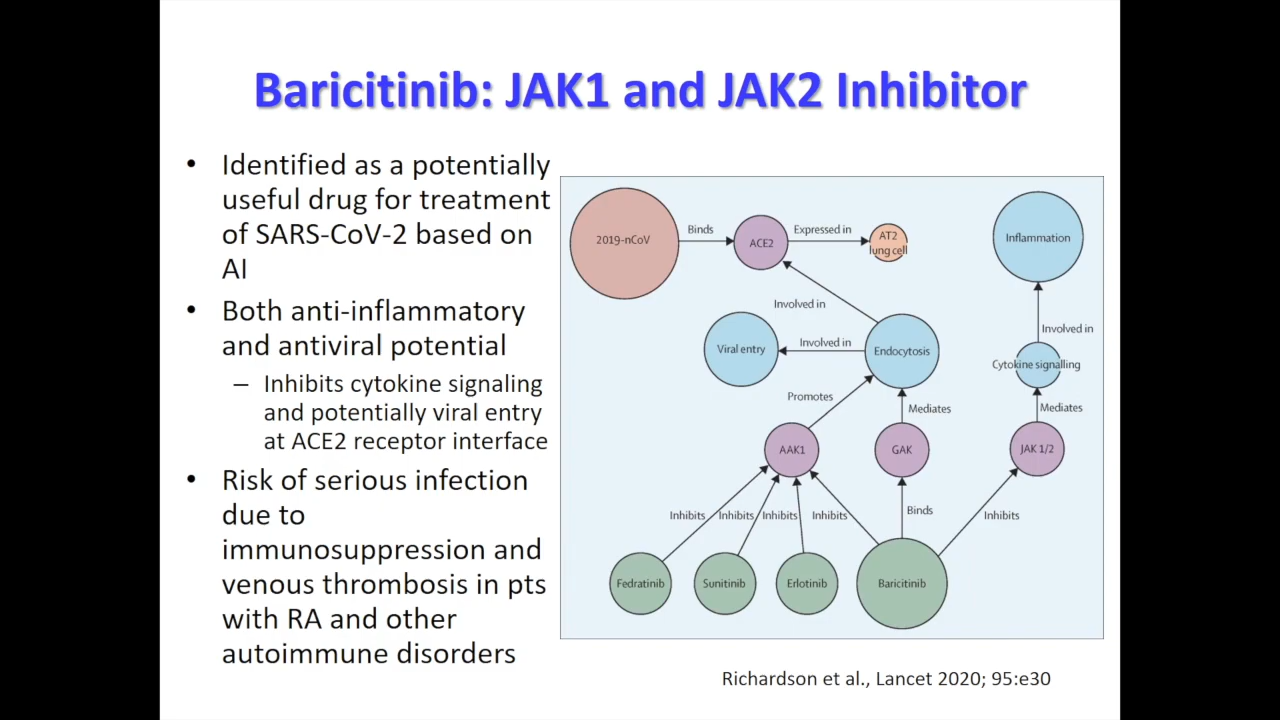 Baricitinib: JAK1 and JAK2 Inhibitor
• Identified as a potentially
useful drug for treatment
of SARS-CoV-2 based on
AI
• Both anti-inflammatory
and antiviral potential
– Inhibits cytokine signaling
and potentially viral entry
at ACE2 receptor interface
• Risk of serious infection
due to
immunosuppression and
venous thrombosis in pts
with RA and other
autoimmune disorders
2019-nCoV
Binds
ACE2
Expressed in
AT2
lung cell
Inflammation
Involved in
Involved in
Viral entry
Involved in
Endocytosis
Cytokine signalling
Promotes
Mediates
Mediates
AAK1
GAK
JAK 1/2
Inhibits
Inhibits
Inhibits
Inhibits
Binds
Inhibits
Fedratinib
Sunitinib
Erlotinib
Baricitinib
Richardson et al., Lancet 2020; 95:e30